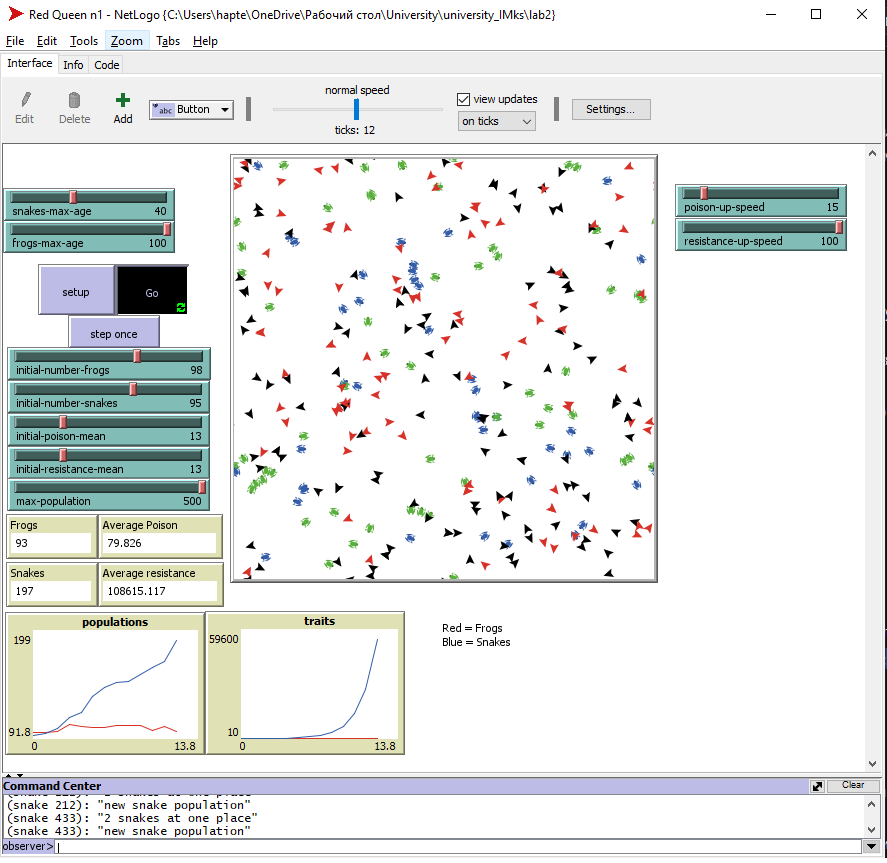 Red Queen n1 - NetLogo {C:\Users\hapte\OneDrive\Рабочий стол\University\university_IMks\lab2}
File Edit Tools Zoom Tabs Help
Interface Info Code
Edit Delete Add abc Button
normal speed
ticks: 12
view updates
on ticks
Settings...
snakes-max-age 40
frogs-max-age 100
poison-up-speed 15
resistance-up-speed 100
setup Go
step once
initial-number-frogs 98
initial-number-snakes 95
initial-poison-mean 13
initial-resistance-mean 13
max-population 500
Frogs
93
Average Poison
79.826
Snakes
197
Average resistance
108615.117
populations
199
91.8
0 13.8
traits
59600
10
0 13.8
Red = Frogs
Blue = Snakes
Command Center Clear
(snake 212): "new snake population"
(snake 433): "2 snakes at one place"
(snake 433): "new snake population"
observer>